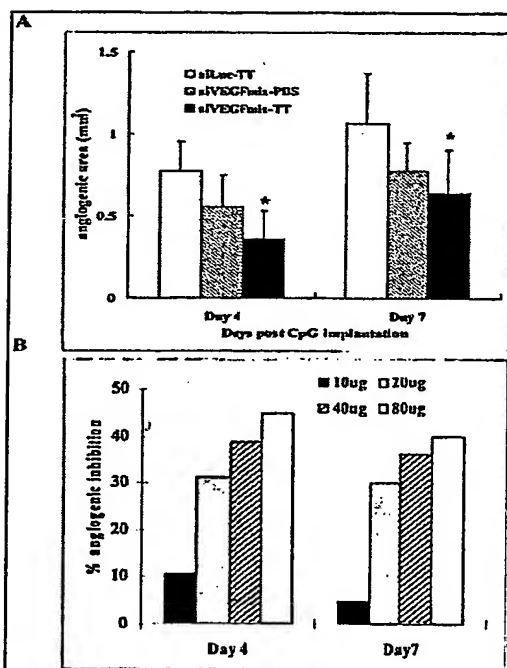 A
1.5
siLuc-TT
siVEGFmix-PBS
siVEGFmix-TT
1
*
*
0.5
0
angiogenic area (mm²)
Day 4
Day 7
Days post CpG Implantation
B
50
10ug
20ug
40ug
80ug
40
30
20
10
0
% angiogenic inhibition
Day 4
Day7